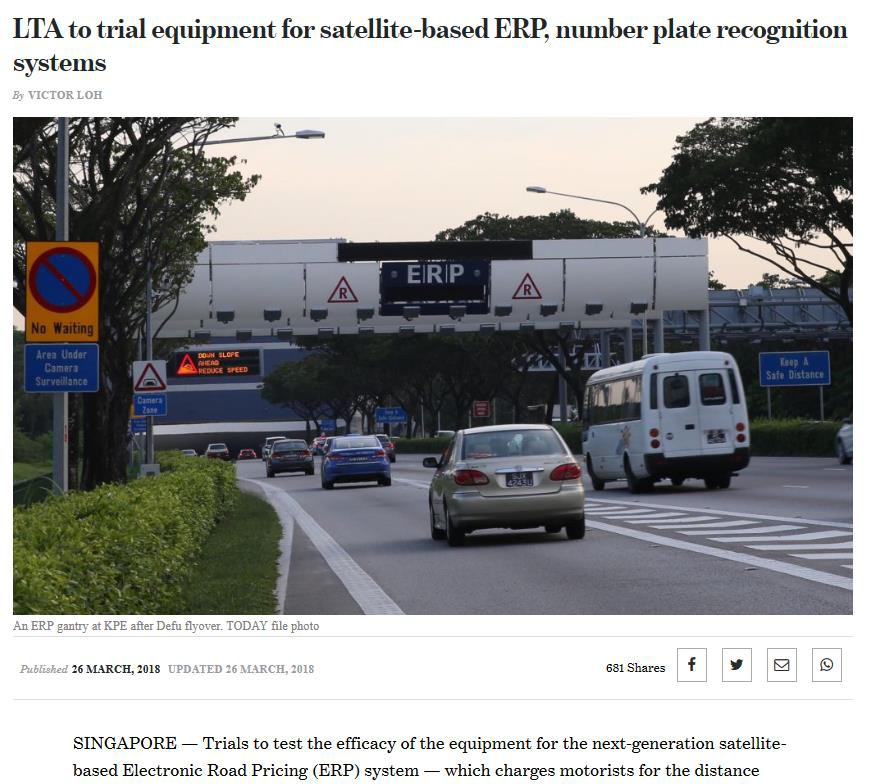 LTA to trial equipment for satellite-based ERP, number plate recognition
systems
By VICTOR LOH
ERP
R
R
No Waiting
Area Under
Camera
Surveillance
DOWN SLOPE
AHEAD
REDUCE SPEED
Camera
Zone
Keep A
Safe Distance
Keep A
Safe Distance
An ERP gantry at KPE after Defu flyover. TODAY file photo
Published 26 MARCH, 2018 UPDATED 26 MARCH, 2018
681 Shares
SINGAPORE — Trials to test the efficacy of the equipment for the next-generation satellite-
based Electronic Road Pricing (ERP) system — which charges motorists for the distance